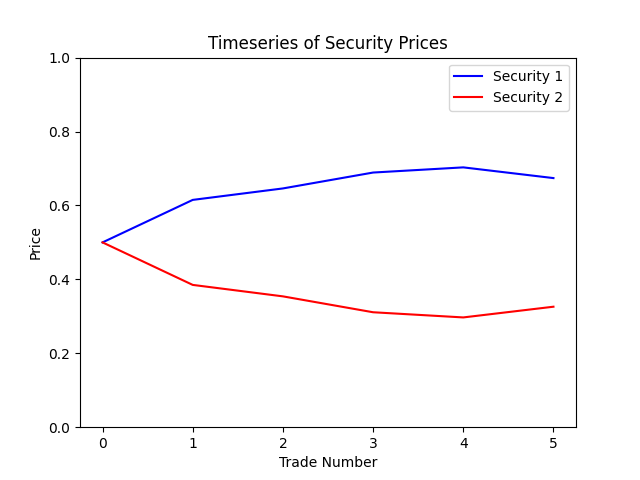 Timeseries of Security Prices
1.0
0.8
0.6
0.4
0.2
0.0
Price
Security 1
Security 2
0 1 2 3 4 5
Trade Number